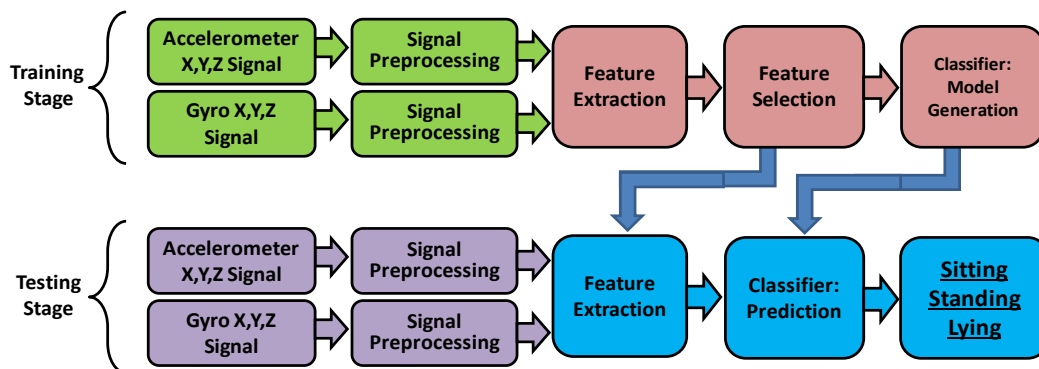 Training
Stage
Accelerometer
X,Y,Z Signal
Signal
Preprocessing
Gyro X,Y,Z
Signal
Signal
Preprocessing
Feature
Extraction
Feature
Selection
Classifier:
Model
Generation
Testing
Stage
Accelerometer
X,Y,Z Signal
Signal
Preprocessing
Gyro X,Y,Z
Signal
Signal
Preprocessing
Feature
Extraction
Classifier:
Prediction
Sitting
Standing
Lying